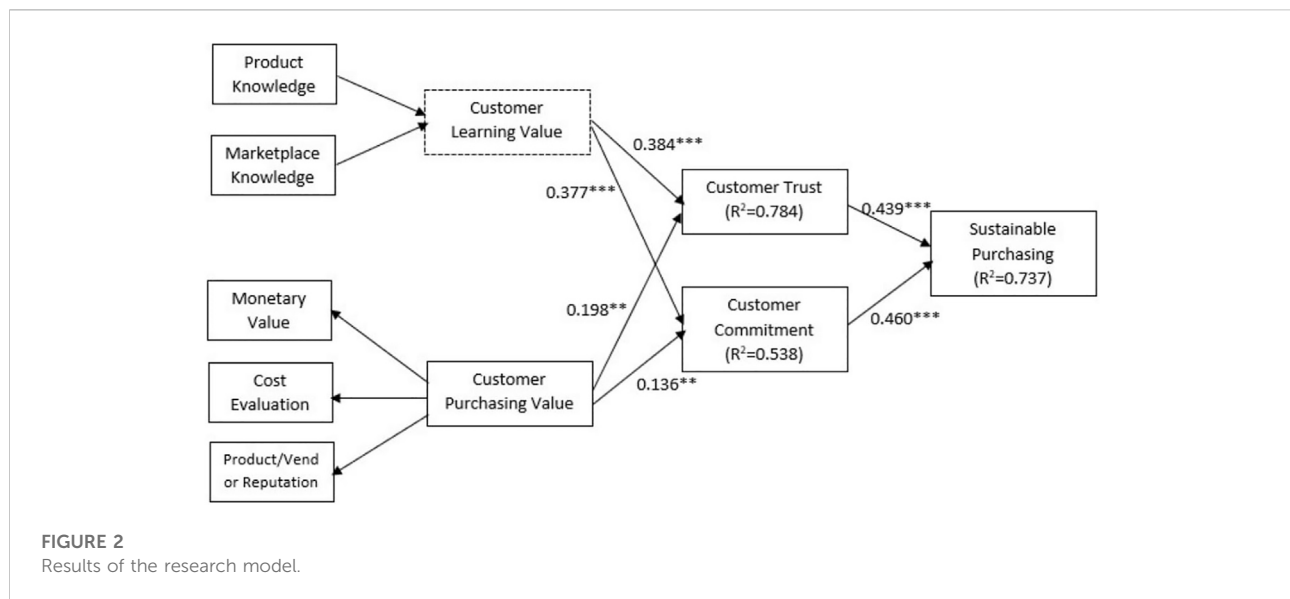 Product
Knowledge
Customer
Learning Value
Marketplace
Knowledge
0.384***
0.377***
Customer Trust
(R²=0.784)
0.439***
Sustainable
Purchasing
(R²=0.737)
Monetary
Value
0.198**
Customer
Commitment
(R²=0.538)
0.460***
Cost
Evaluation
Customer
Purchasing Value
0.136**
Product/Vend
or Reputation
FIGURE 2
Results of the research model.